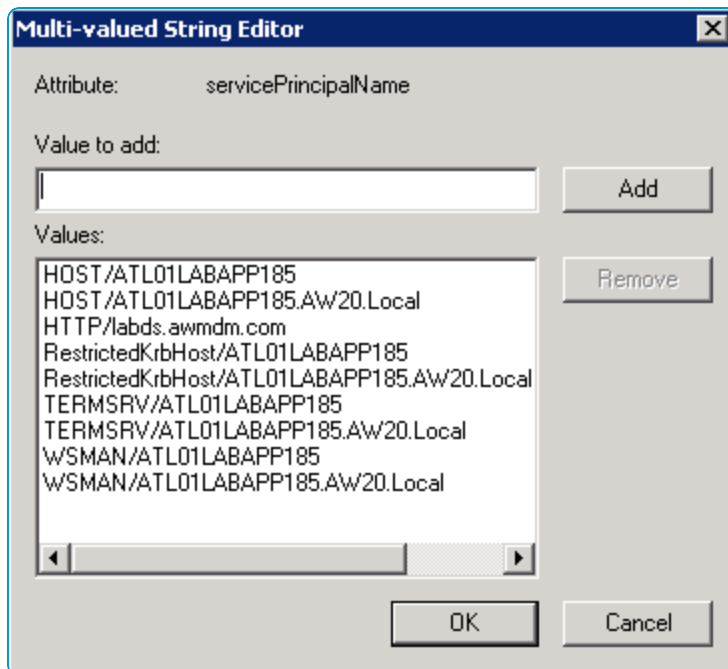 Multi-valued String Editor
Attribute: servicePrincipalName
Value to add:
Add
Values:
HOST/ATL01LABAPP185
HOST/ATL01LABAPP185.AW20.Local
HTTP/labds.awmdm.com
RestrictedKrbHost/ATL01LABAPP185
RestrictedKrbHost/ATL01LABAPP185.AW20.Local
TERMSRV/ATL01LABAPP185
TERMSRV/ATL01LABAPP185.AW20.Local
WSMAN/ATL01LABAPP185
WSMAN/ATL01LABAPP185.AW20.Local
Remove
OK Cancel